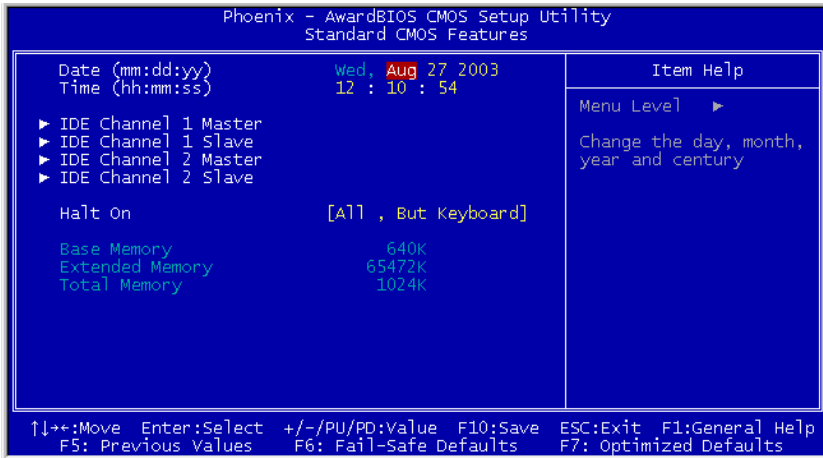 Phoenix - AwardBIOS CMOS Setup Utility
Standard CMOS Features
Date (mm:dd:yy) Wed, Aug 27 2003
Time (hh:mm:ss) 12 : 10 : 54
▶ IDE Channel 1 Master
▶ IDE Channel 1 Slave
▶ IDE Channel 2 Master
▶ IDE Channel 2 Slave
Halt On [All , But Keyboard]
Base Memory 640K
Extended Memory 65472K
Total Memory 1024K
Item Help
Menu Level ▶
Change the day, month,
year and century
↑↓→←:Move Enter:Select +/-/PU/PD:Value F10:Save ESC:Exit F1:General Help
F5: Previous Values F6: Fail-Safe Defaults F7: Optimized Defaults